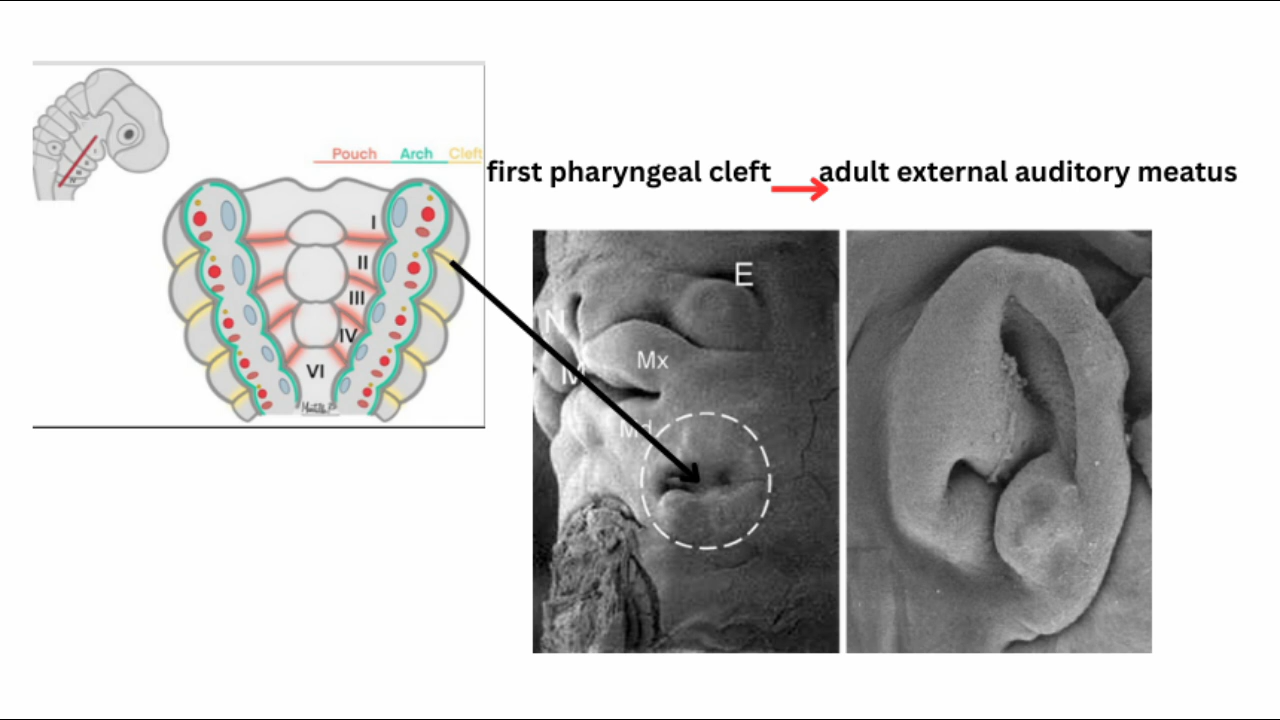 Pouch Arch Cleft
first pharyngeal cleft adult external auditory meatus
I
II
III
IV
VI
E
N
Mx
M
Md